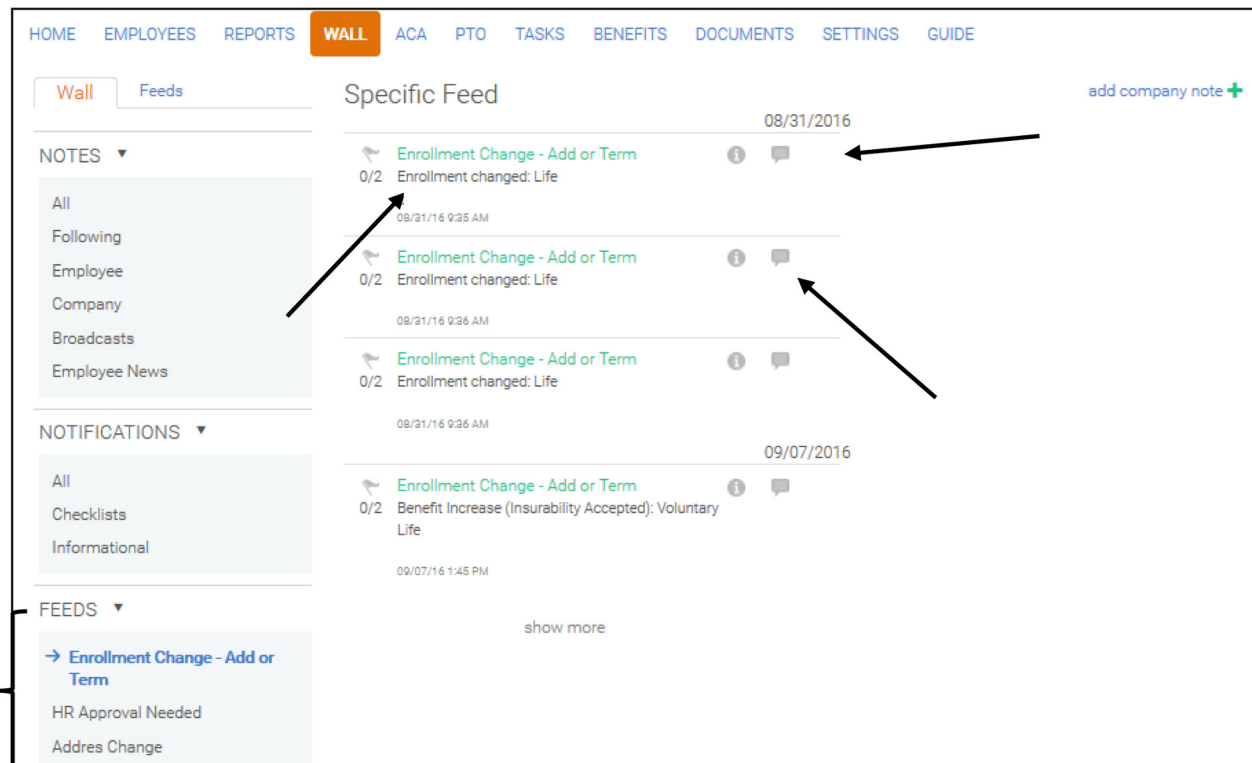 HOME EMPLOYEES REPORTS WALL ACA PTO TASKS BENEFITS DOCUMENTS SETTINGS GUIDE
Wall Feeds
NOTES
All
Following
Employee
Company
Broadcasts
Employee News
NOTIFICATIONS
All
Checklists
Informational
FEEDS
Enrollment Change - Add or
Term
HR Approval Needed
Addres Change
Specific Feed
add company note
08/31/2016
Enrollment Change - Add or Term
0/2 Enrollment changed: Life
08/31/16 9:35 AM
Enrollment Change - Add or Term
0/2 Enrollment changed: Life
08/31/16 9:36 AM
Enrollment Change - Add or Term
0/2 Enrollment changed: Life
08/31/16 9:36 AM
09/07/2016
Enrollment Change - Add or Term
0/2 Benefit Increase (Insurability Accepted): Voluntary
Life
09/07/16 1:45 PM
show more